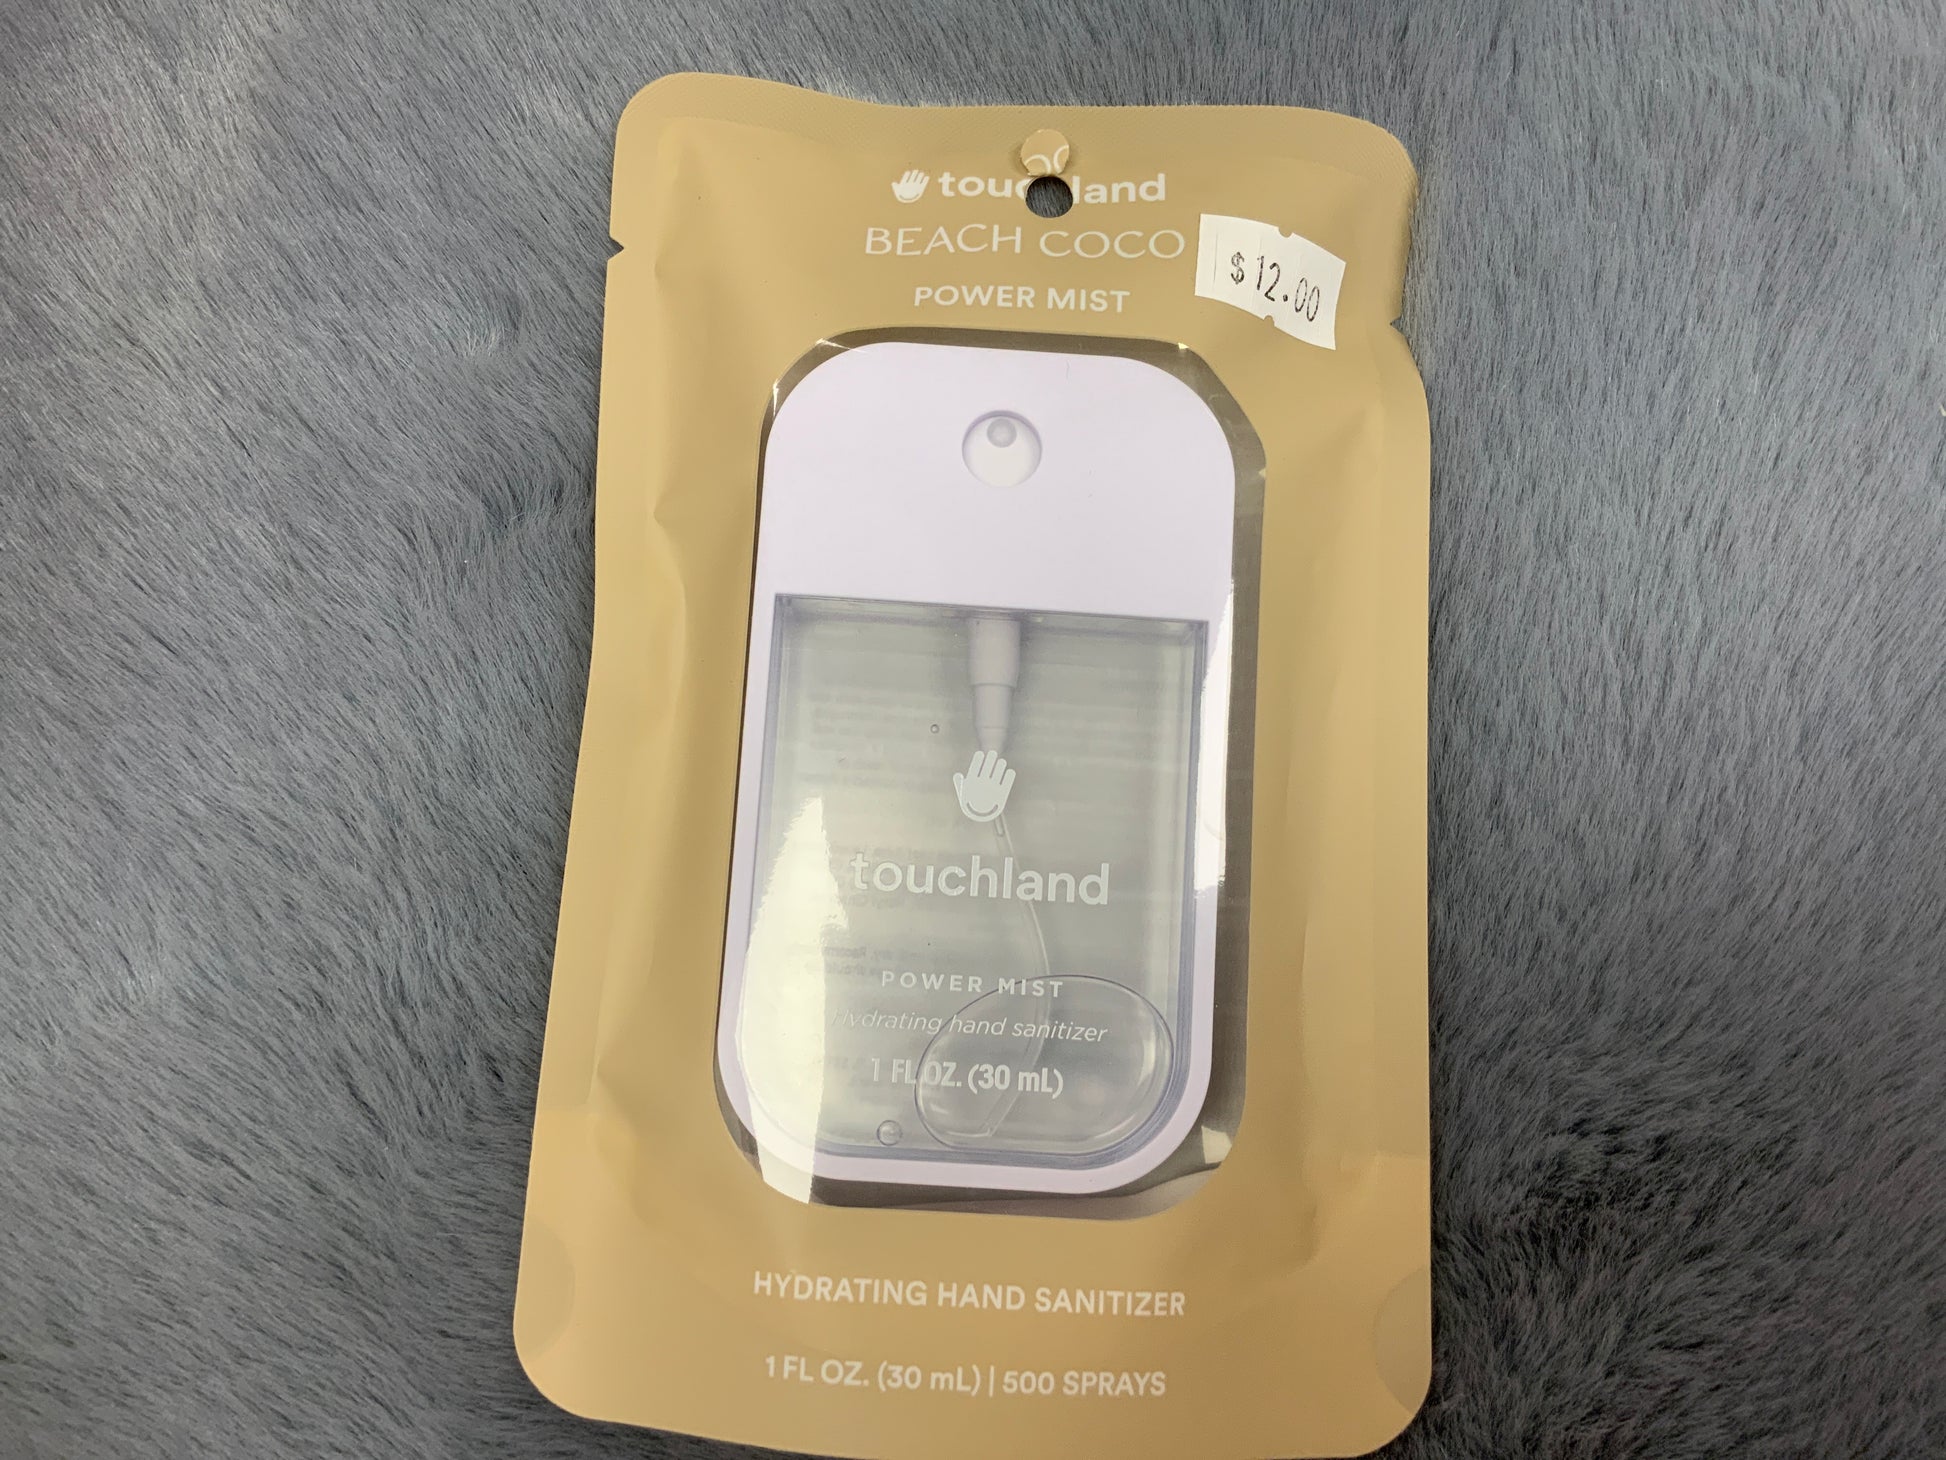 touchland
BEACH COCO
$12.00
POWER MIST
touchland
POWER MIST
Hydrating hand sanitizer
1 FL OZ. (30 mL)
HYDRATING HAND SANITIZER
1 FL OZ. (30 mL) | 500 SPRAYS